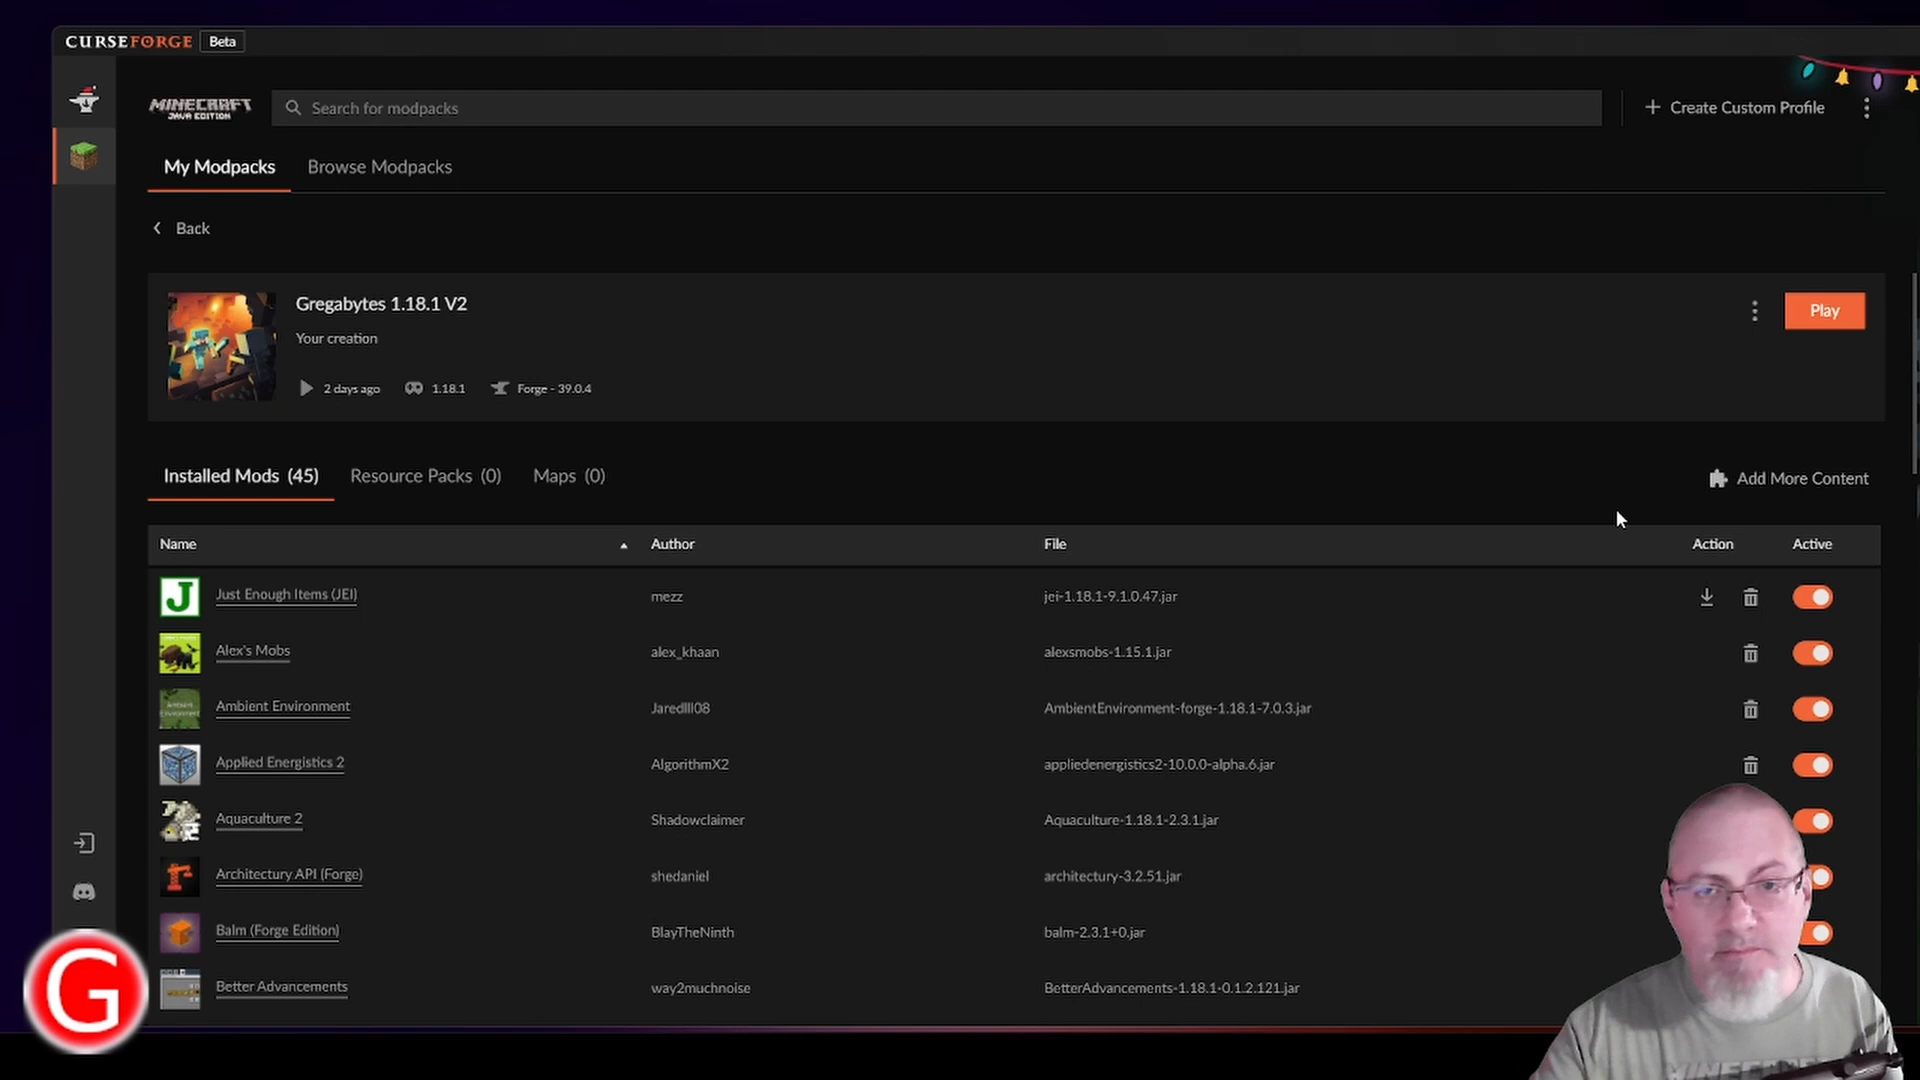 CURSEFORGE Beta
MINECRAFT
JAVA EDITION
Search for modpacks
+ Create Custom Profile
My Modpacks Browse Modpacks
Back
Gregabytes 1.18.1 V2
Your creation
2 days ago 1.18.1 Forge - 39.0.4
Play
Installed Mods (45) Resource Packs (0) Maps (0) Add More Content
Name Author File Action Active
J Just Enough Items (JEI) mezz jei-1.18.1-9.1.0.47.jar
Alex's Mobs alex_khaan alexsmobs-1.15.1.jar
Ambient Environment Jaredlll08 AmbientEnvironment-forge-1.18.1-7.0.3.jar
Applied Energistics 2 AlgorithmX2 appliedenergistics2-10.0.0-alpha.6.jar
Aquaculture 2 Shadowclaimer Aquaculture-1.18.1-2.3.1.jar
Architectury API (Forge) shedaniel architectury-3.2.51.jar
Balm (Forge Edition) BlayTheNinth balm-2.3.1+0.jar
Better Advancements way2muchnoise BetterAdvancements-1.18.1-0.1.2.121.jar
G
MINECRAFT